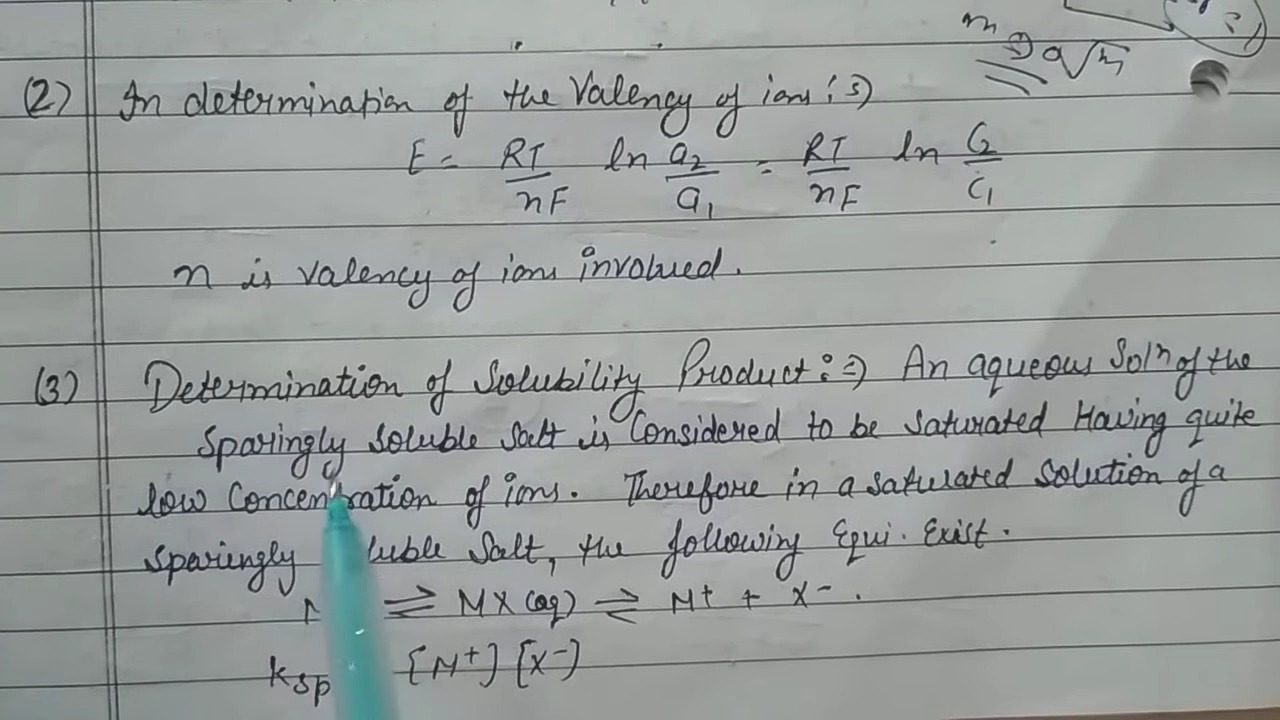 (2) In determination of the Valency of ions :⇒
E = RT/nF ln a2/a1 = RT/nF ln C2/C1
n is valency of ions involved.
(3) Determination of Solubility Product :⇒ An aqueous Solⁿ of the
Sparingly Soluble Salt is Considered to be Saturated Having quite
low Concentration of ions. Therefore in a saturated Solution of a
Spariengly luble Salt, the following Equi. Exist.
⇌ MX(aq) ⇌ M+ + X- .
Ksp [M+] [X-]